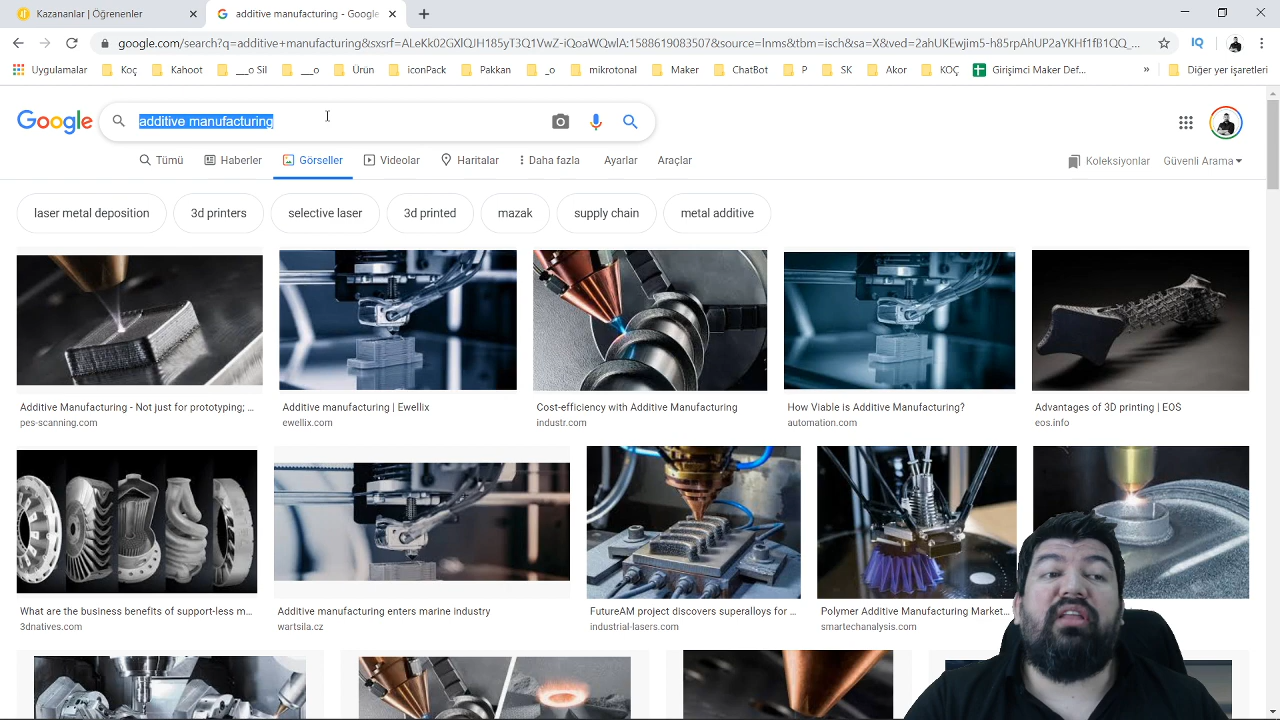 Kazananlar | Öğrenenler
additive manufacturing - Google
google.com/search?q=additive+manufacturing&sxsrf=ALeKk02GXlQJH185yT3Q1VwZ-iQoaWQwlA:1588619083507&source=lnms&tbm=isch&sa=X&ved=2ahUKEwjim5-h85rpAhUP2aYKHf1fB1QQ_...
IQ
Uygulamalar Koç Kahoot ___o Sil ___o Ürün iconPack Pakkan _o mikrotonal Maker ChatBot P SK Akor KOÇ Girişimci Maker Def... » Diğer yer işaretleri
Google additive manufacturing
Tümü Haberler Görseller Videolar Haritalar Daha fazla Ayarlar Araçlar Koleksiyonlar Güvenli Arama
laser metal deposition 3d printers selective laser 3d printed mazak supply chain metal additive
Additive Manufacturing - Not just for prototyping; ...
pes-scanning.com
Additive manufacturing | Ewellix
ewellix.com
Cost-efficiency with Additive Manufacturing
industr.com
How Viable is Additive Manufacturing?
automation.com
Advantages of 3D printing | EOS
eos.info
What are the business benefits of support-less m...
3dnatives.com
Additive manufacturing enters marine industry
wartsila.cz
FutureAM project discovers superalloys for ...
industrial-lasers.com
Polymer Additive Manufacturing Market...
smartechanalysis.com